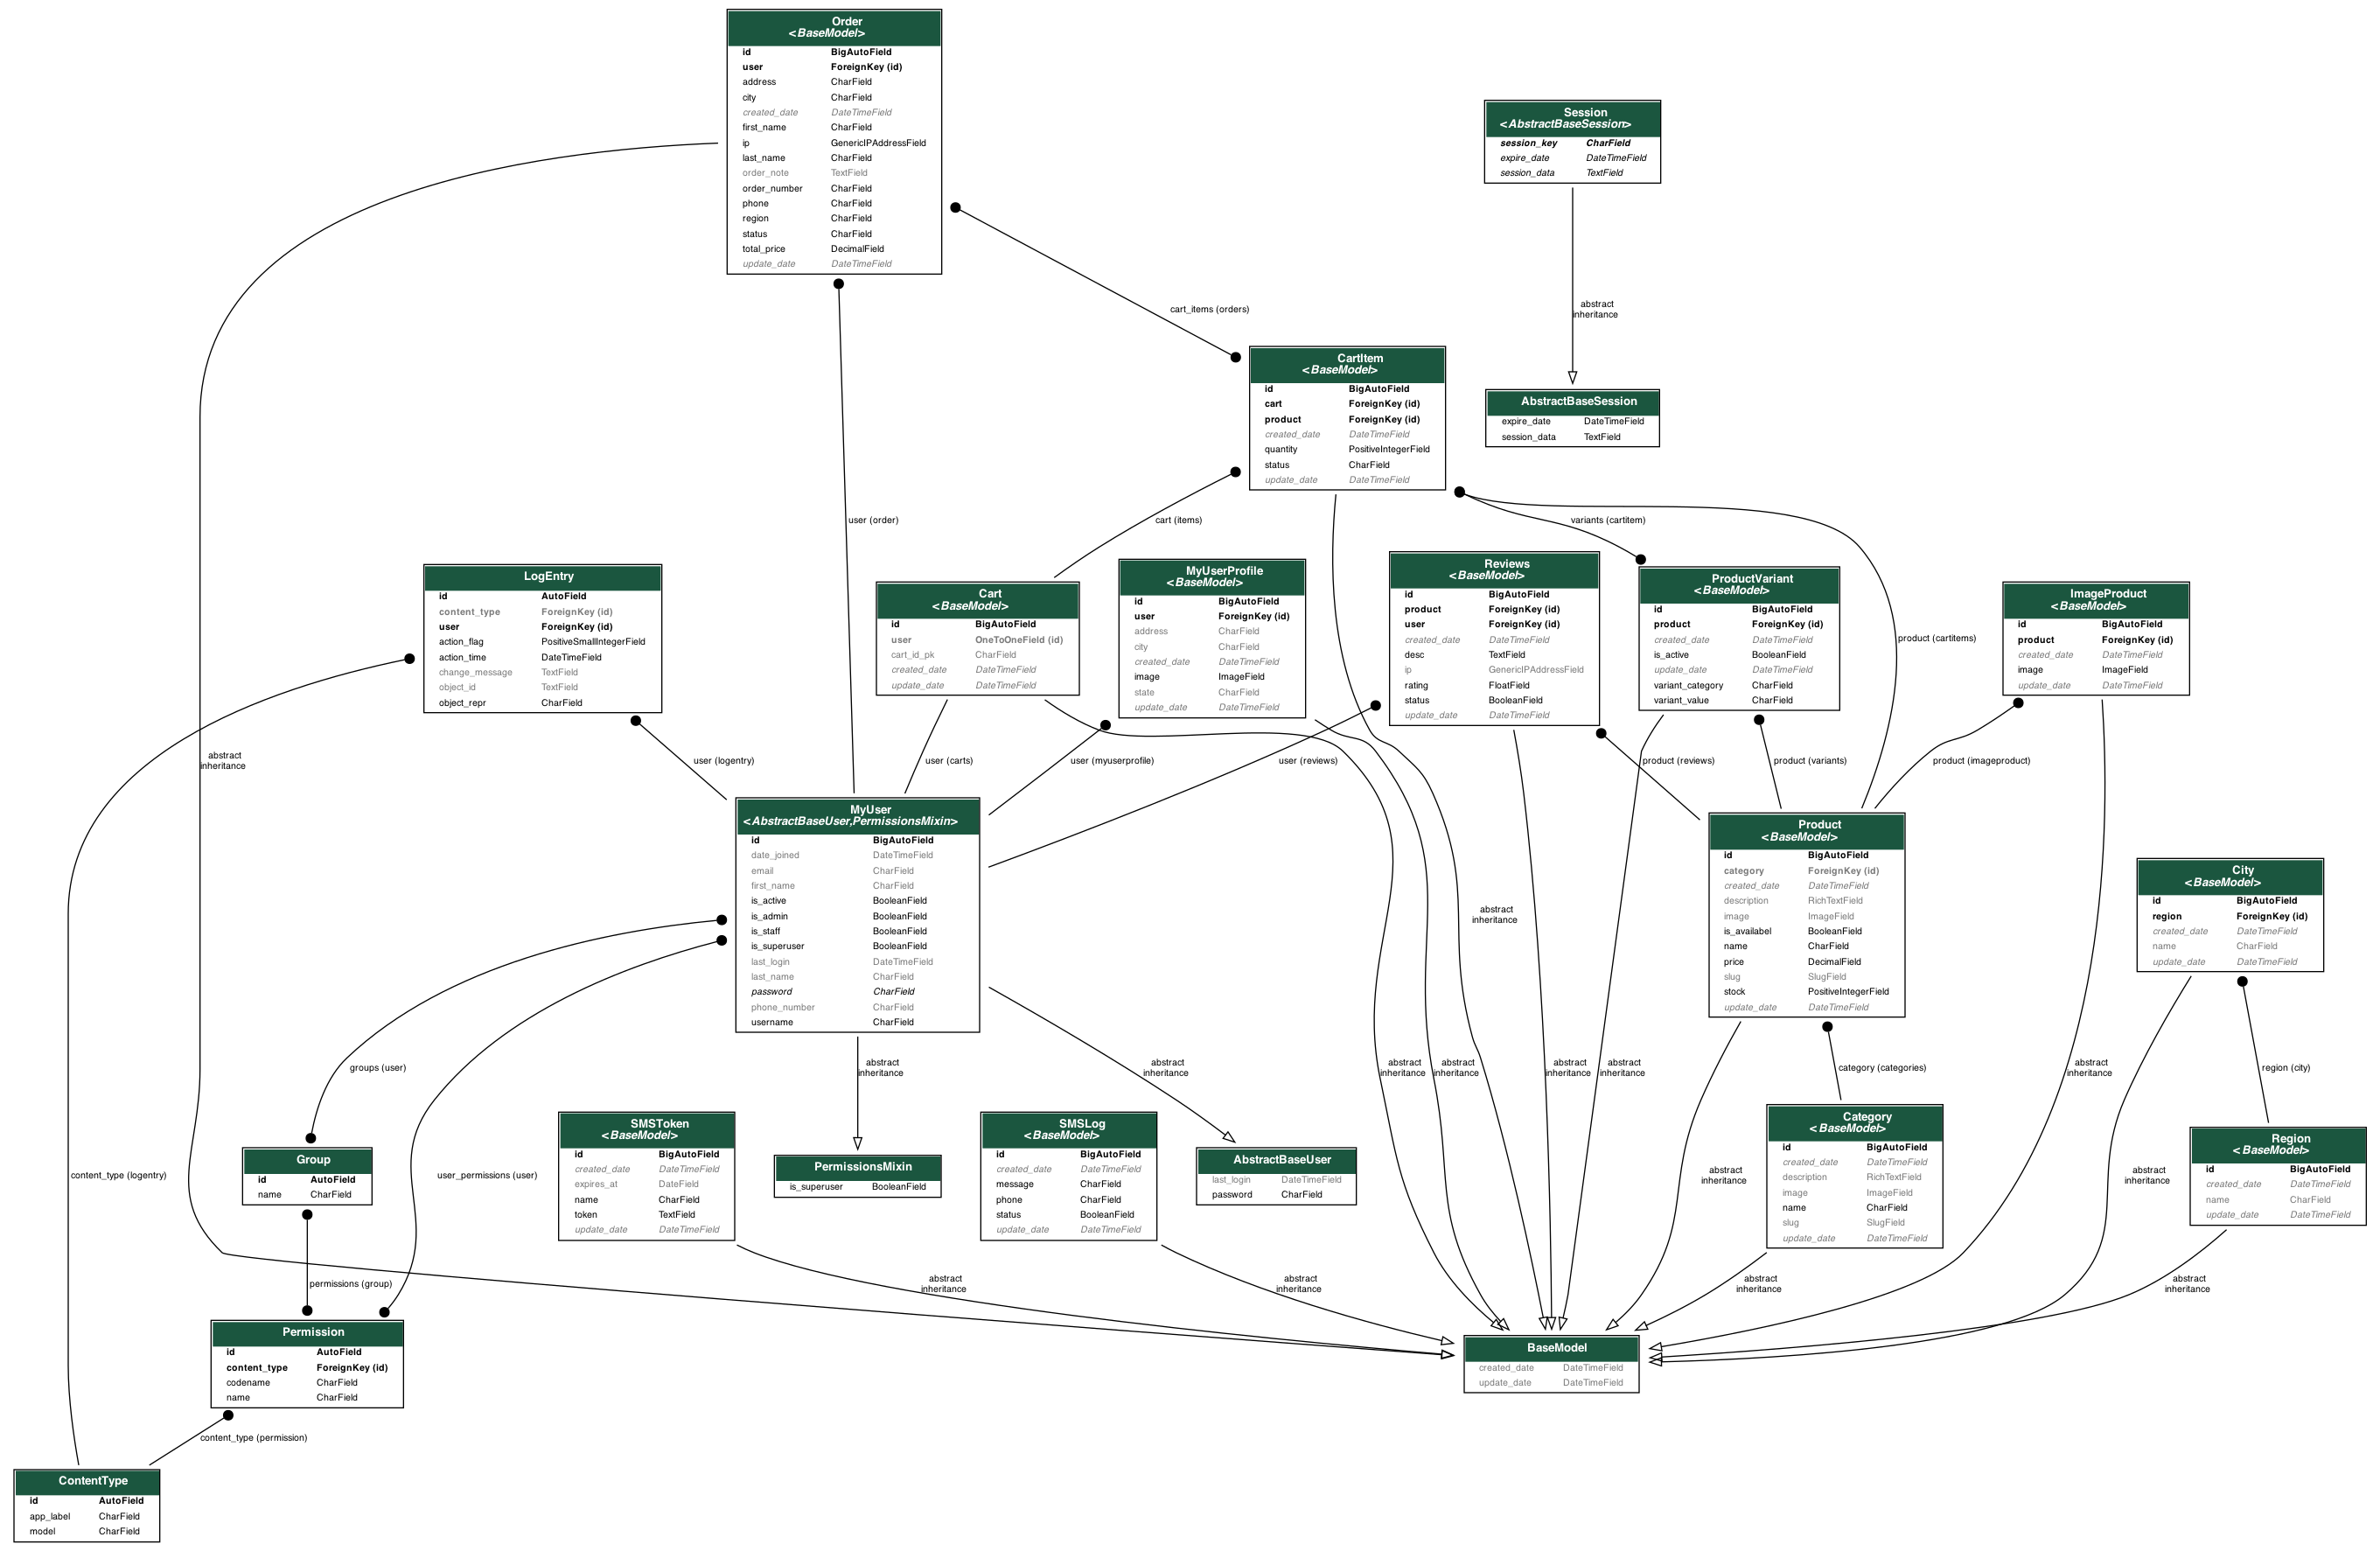 Order
<BaseModel>
id BigAutoField
user ForeignKey (id)
address CharField
city CharField
created_date DateTimeField
first_name CharField
ip GenericIPAddressField
last_name CharField
order_note TextField
order_number CharField
phone CharField
region CharField
status CharField
total_price DecimalField
update_date DateTimeField
Session
<AbstractBaseSession>
session_key CharField
expire_date DateTimeField
session_data TextField
cart_items (orders)
abstract
inheritance
CartItem
<BaseModel>
id BigAutoField
cart ForeignKey (id)
product ForeignKey (id)
created_date DateTimeField
quantity PositiveIntegerField
status CharField
update_date DateTimeField
AbstractBaseSession
expire_date DateTimeField
session_data TextField
user (order)
cart (items)
variants (cartitem)
product (cartitems)
LogEntry
id AutoField
content_type ForeignKey (id)
user ForeignKey (id)
action_flag PositiveSmallIntegerField
action_time DateTimeField
change_message TextField
object_id TextField
object_repr CharField
Cart
<BaseModel>
id BigAutoField
user OneToOneField (id)
cart_id_pk CharField
created_date DateTimeField
update_date DateTimeField
MyUserProfile
<BaseModel>
id BigAutoField
user ForeignKey (id)
address CharField
city CharField
created_date DateTimeField
image ImageField
state CharField
update_date DateTimeField
Reviews
<BaseModel>
id BigAutoField
product ForeignKey (id)
user ForeignKey (id)
created_date DateTimeField
desc TextField
ip GenericIPAddressField
rating FloatField
status BooleanField
update_date DateTimeField
ProductVariant
<BaseModel>
id BigAutoField
product ForeignKey (id)
created_date DateTimeField
is_active BooleanField
update_date DateTimeField
variant_category CharField
variant_value CharField
ImageProduct
<BaseModel>
id BigAutoField
product ForeignKey (id)
created_date DateTimeField
image ImageField
update_date DateTimeField
abstract
inheritance
user (logentry)
user (carts)
user (myuserprofile)
user (reviews)
product (reviews)
product (variants)
product (imageproduct)
MyUser
<AbstractBaseUser,PermissionsMixin>
id BigAutoField
date_joined DateTimeField
email CharField
first_name CharField
is_active BooleanField
is_admin BooleanField
is_staff BooleanField
is_superuser BooleanField
last_login DateTimeField
last_name CharField
password CharField
phone_number CharField
username CharField
abstract
inheritance
Product
<BaseModel>
id BigAutoField
category ForeignKey (id)
created_date DateTimeField
description RichTextField
image ImageField
is_availabel BooleanField
name CharField
price DecimalField
slug SlugField
stock PositiveIntegerField
update_date DateTimeField
City
<BaseModel>
id BigAutoField
region ForeignKey (id)
created_date DateTimeField
name CharField
update_date DateTimeField
groups (user)
abstract
inheritance
abstract
inheritance
abstract
inheritance
abstract
inheritance
abstract
inheritance
abstract
inheritance
category (categories)
abstract
inheritance
region (city)
content_type (logentry)
user_permissions (user)
Group
id AutoField
name CharField
SMSToken
<BaseModel>
id BigAutoField
created_date DateTimeField
expires_at DateField
name CharField
token TextField
update_date DateTimeField
PermissionsMixin
is_superuser BooleanField
SMSLog
<BaseModel>
id BigAutoField
created_date DateTimeField
message CharField
phone CharField
status BooleanField
update_date DateTimeField
AbstractBaseUser
last_login DateTimeField
password CharField
abstract
inheritance
Category
<BaseModel>
id BigAutoField
created_date DateTimeField
description RichTextField
image ImageField
name CharField
slug SlugField
update_date DateTimeField
abstract
inheritance
Region
<BaseModel>
id BigAutoField
created_date DateTimeField
name CharField
update_date DateTimeField
permissions (group)
abstract
inheritance
abstract
inheritance
abstract
inheritance
abstract
inheritance
Permission
id AutoField
content_type ForeignKey (id)
codename CharField
name CharField
BaseModel
created_date DateTimeField
update_date DateTimeField
content_type (permission)
ContentType
id AutoField
app_label CharField
model CharField